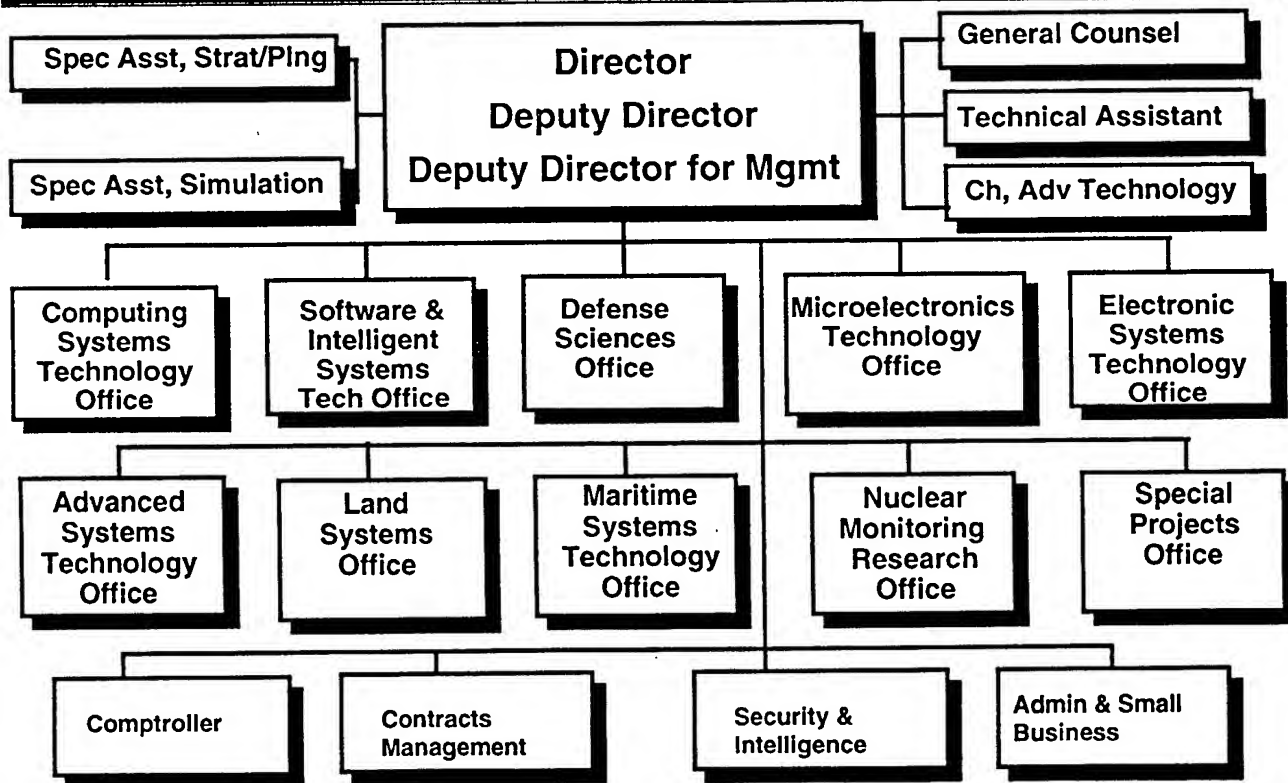 Spec Asst, Strat/Plng
Spec Asst, Simulation
Director
Deputy Director
Deputy Director for Mgmt
General Counsel
Technical Assistant
Ch, Adv Technology
Computing
Systems
Technology
Office
Software &
Intelligent
Systems
Tech Office
Defense
Sciences
Office
Microelectronics
Technology
Office
Electronic
Systems
Technology
Office
Advanced
Systems
Technology
Office
Land
Systems
Office
Maritime
Systems
Technology
Office
Nuclear
Monitoring
Research
Office
Special
Projects
Office
Comptroller
Contracts
Management
Security &
Intelligence
Admin & Small
Business